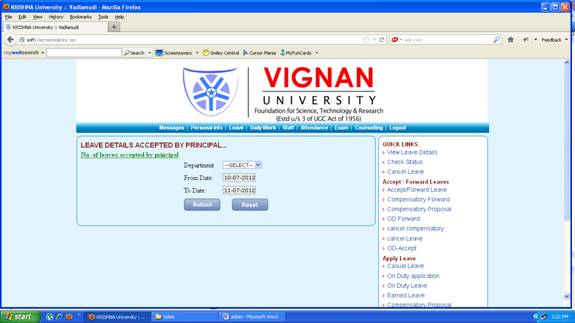 KRISHNA University :: Vadlamudi - Mozilla Firefox
File Edit View History Bookmarks Tools Help
KRISHNA University :: Vadlamudi
Ask.com
Feedback
mywebsearch
Search
Screensavers
Smiley Central
Cursor Mania
MyFunCards
VIGNAN
UNIVERSITY
Foundation for Science, Technology & Research
(Estd u/s 3 of UGC Act of 1956)
Messages | Personal Info | Leave | Daily Work | Staff | Attendance | Exam | Counselling | Logout
LEAVE DETAILS ACCEPTED BY PRINCIPAL...
No. of leaves accepted by principal
Department --SELECT--
From Date: 10-07-2012
To Date: 11-07-2012
Submit Reset
QUICK LINKS
View Leave Details
Check Status
Cancel Leave
Accept / Forward Leaves
Accept/Forward Leave
Compensatory Forward
Compensatory Proposal
OD Forward
cancel compensatory
cancel Leave
OD-Accept
Apply Leave
Casual Leave
On Duty application
On Duty Leave
Earned Leave
Compensatory Proposal
start
KRISHNA University :...
tulasi
admin - Microsoft Word
3:22 PM